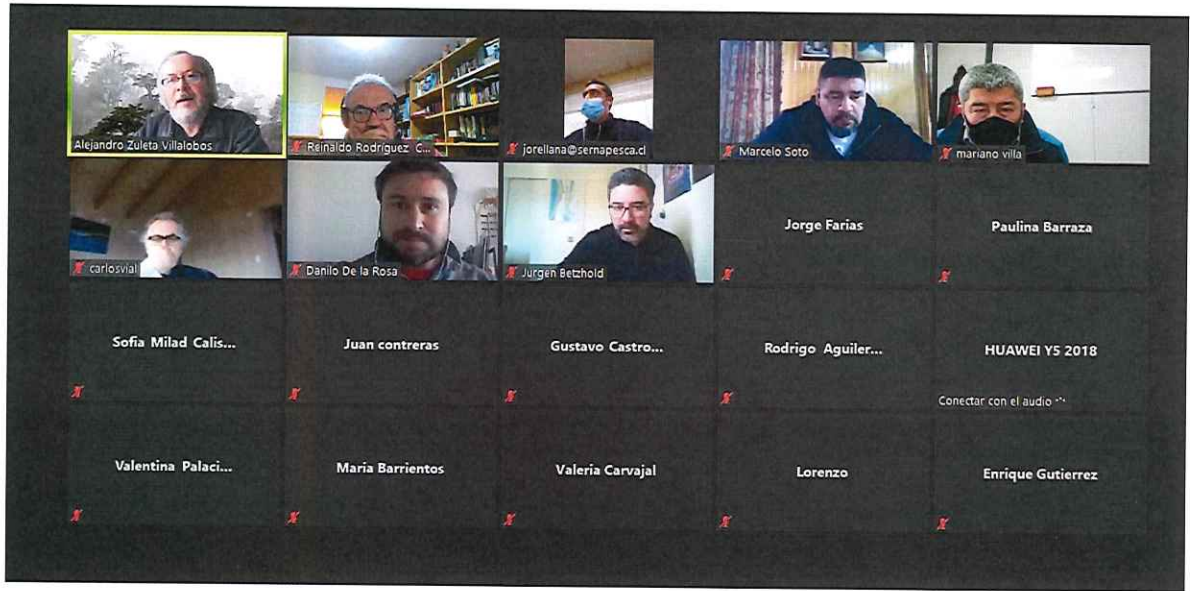 Alejandro Zuleta Villalobos
Reinaldo Rodríguez C...
jorellana@sernapesca.cl
Marcelo Soto
mariano villa
carlosvial
Danilo De la Rosa
Jurgen Betzhold
Jorge Farias
Paulina Barraza
Sofia Milad Calis...
Juan contreras
Gustavo Castro...
Rodrigo Aguiler...
HUAWEI Y5 2018
Conectar con el audio
Valentina Palaci...
Maria Barrientos
Valeria Carvajal
Lorenzo
Enrique Gutierrez